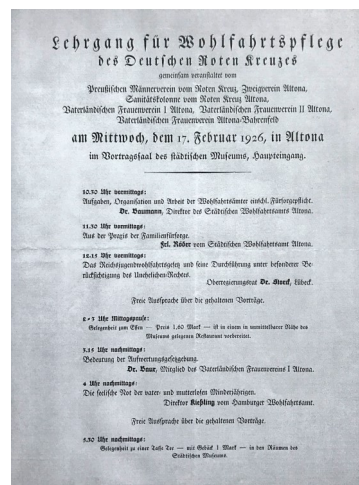 Lehrgang für Wohlfahrtspflege
des Deutschen Roten Kreuzes
gemeinsam veranstaltet vom
Preußischen Männerverein vom Roten Kreuz, Zweigverein Altona,
Sanitätskolonne vom Roten Kreuz Altona,
Vaterländischen Frauenverein I Altona, Vaterländischen Frauenverein II Altona,
Vaterländischen Frauenverein Altona-Bahrenfeld
am Mittwoch, dem 17. Februar 1926, in Altona
im Vortragssaal des städtischen Museums, Haupteingang.
10.30 Uhr vormittags:
Aufgaben, Organisation und Arbeit der Wohlfahrtsämter einschl. Fürsorgepflicht.
Dr. Baumann, Direktor des Städtischen Wohlfahrtsamts Altona.
11.30 Uhr vormittags:
Aus der Praxis der Familienfürsorge.
Frl. Röer vom Städtischen Wohlfahrtsamt Altona.
12.15 Uhr vormittags:
Das Reichsjugendwohlfahrtsgesetz und seine Durchführung unter besonderer Be-
rücksichtigung des Unehelichen-Rechtes.
Oberregierungsrat Dr. Storck, Lübeck.
Freie Aussprache über die gehaltenen Vorträge.
2-3 Uhr Mittagspause:
Gelegenheit zum Essen — Preis 1,60 Mark — ist in einem in unmittelbarer Nähe des
Museums gelegenen Restaurant vorbereitet.
3.15 Uhr nachmittags:
Bedeutung der Aufwertungsgesetzgebung.
Dr. Baur, Mitglied des Vaterländischen Frauenvereins I Altona.
4 Uhr nachmittags:
Die seelische Not der vater- und mutterlosen Minderjährigen.
Direktor Kießling vom Hamburger Wohlfahrtsamt.
Freie Aussprache über die gehaltenen Vorträge.
5.30 Uhr nachmittags:
Gelegenheit zu einer Tasse Tee — mit Gebäck 1 Mark — in den Räumen des
Städtischen Museums.